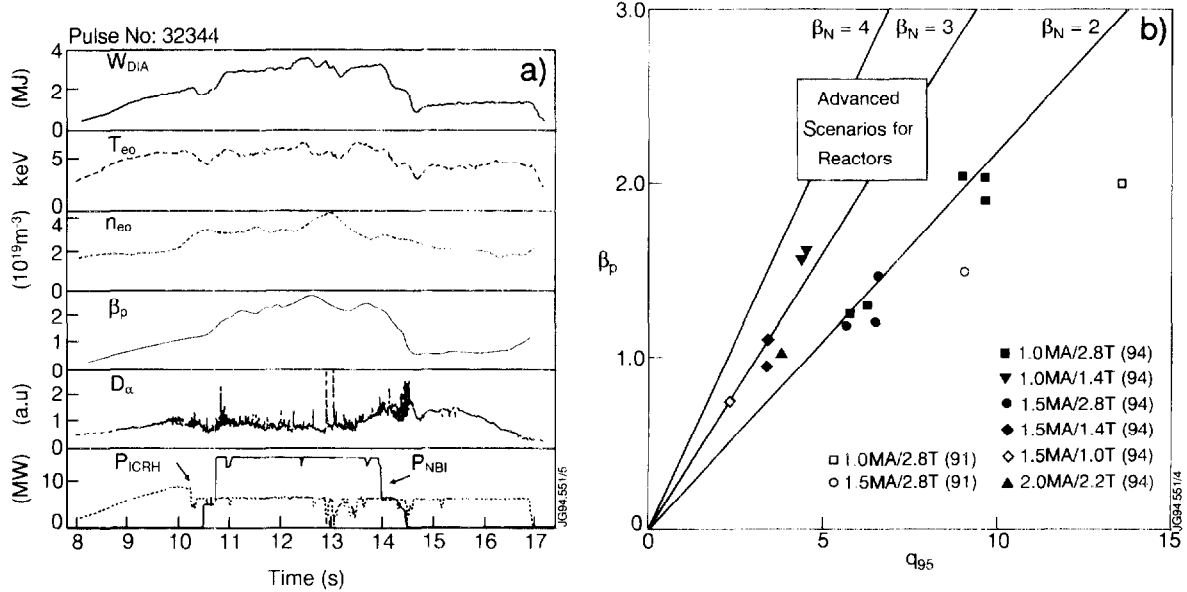 Pulse No: 32344
a)
W_DIA
(MJ)
4
2
0
T_eo
keV
5
0
n_eo
(10^19m^-3)
4
2
0
β_p
2
1
0
D_α
(a.u)
2
1
0
P_ICRH
P_NBI
(MW)
10
0
8 9 10 11 12 13 14 15 16 17
Time (s)
JG94.551/5
b)
β_N = 4
β_N = 3
β_N = 2
Advanced
Scenarios for
Reactors
3.0
2.0
β_p
1.0
0
■ 1.0MA/2.8T (94)
▼ 1.0MA/1.4T (94)
● 1.5MA/2.8T (94)
◆ 1.5MA/1.4T (94)
◇ 1.5MA/1.0T (94)
▲ 2.0MA/2.2T (94)
□ 1.0MA/2.8T (91)
○ 1.5MA/2.8T (91)
0 5 10 15
q_95
JG94.551/4